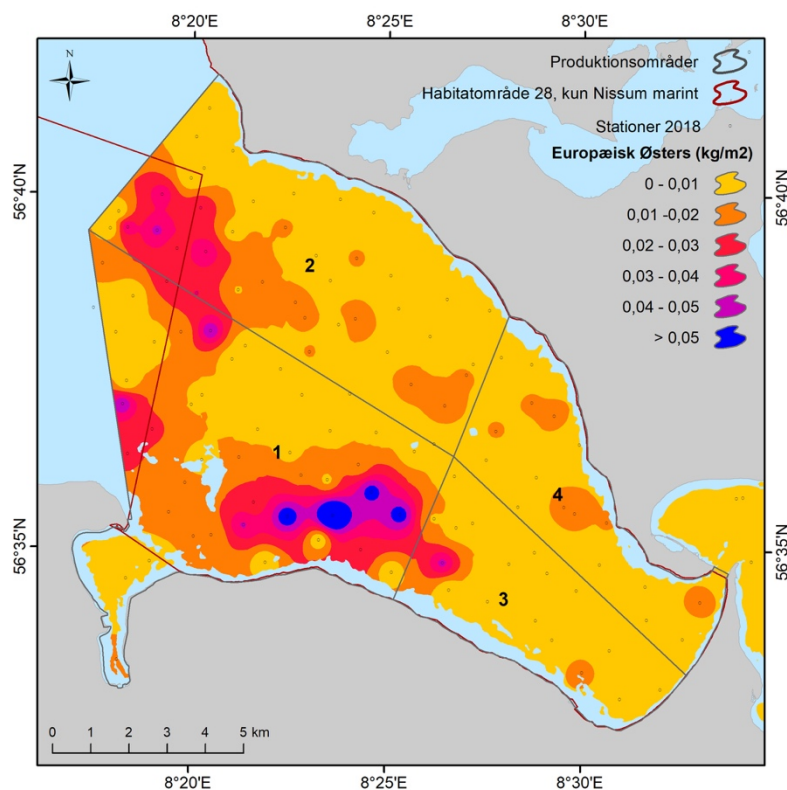 8°20'E 8°25'E 8°30'E
N
Produktionsområder
Habitatområde 28, kun Nissum marint
Stationer 2018
Europæisk Østers (kg/m2)
0 - 0,01
0,01 -0,02
0,02 - 0,03
0,03 - 0,04
0,04 - 0,05
> 0,05
56°40'N 56°40'N
2
1
4
3
56°35'N 56°35'N
0 1 2 3 4 5 km
8°20'E 8°25'E 8°30'E